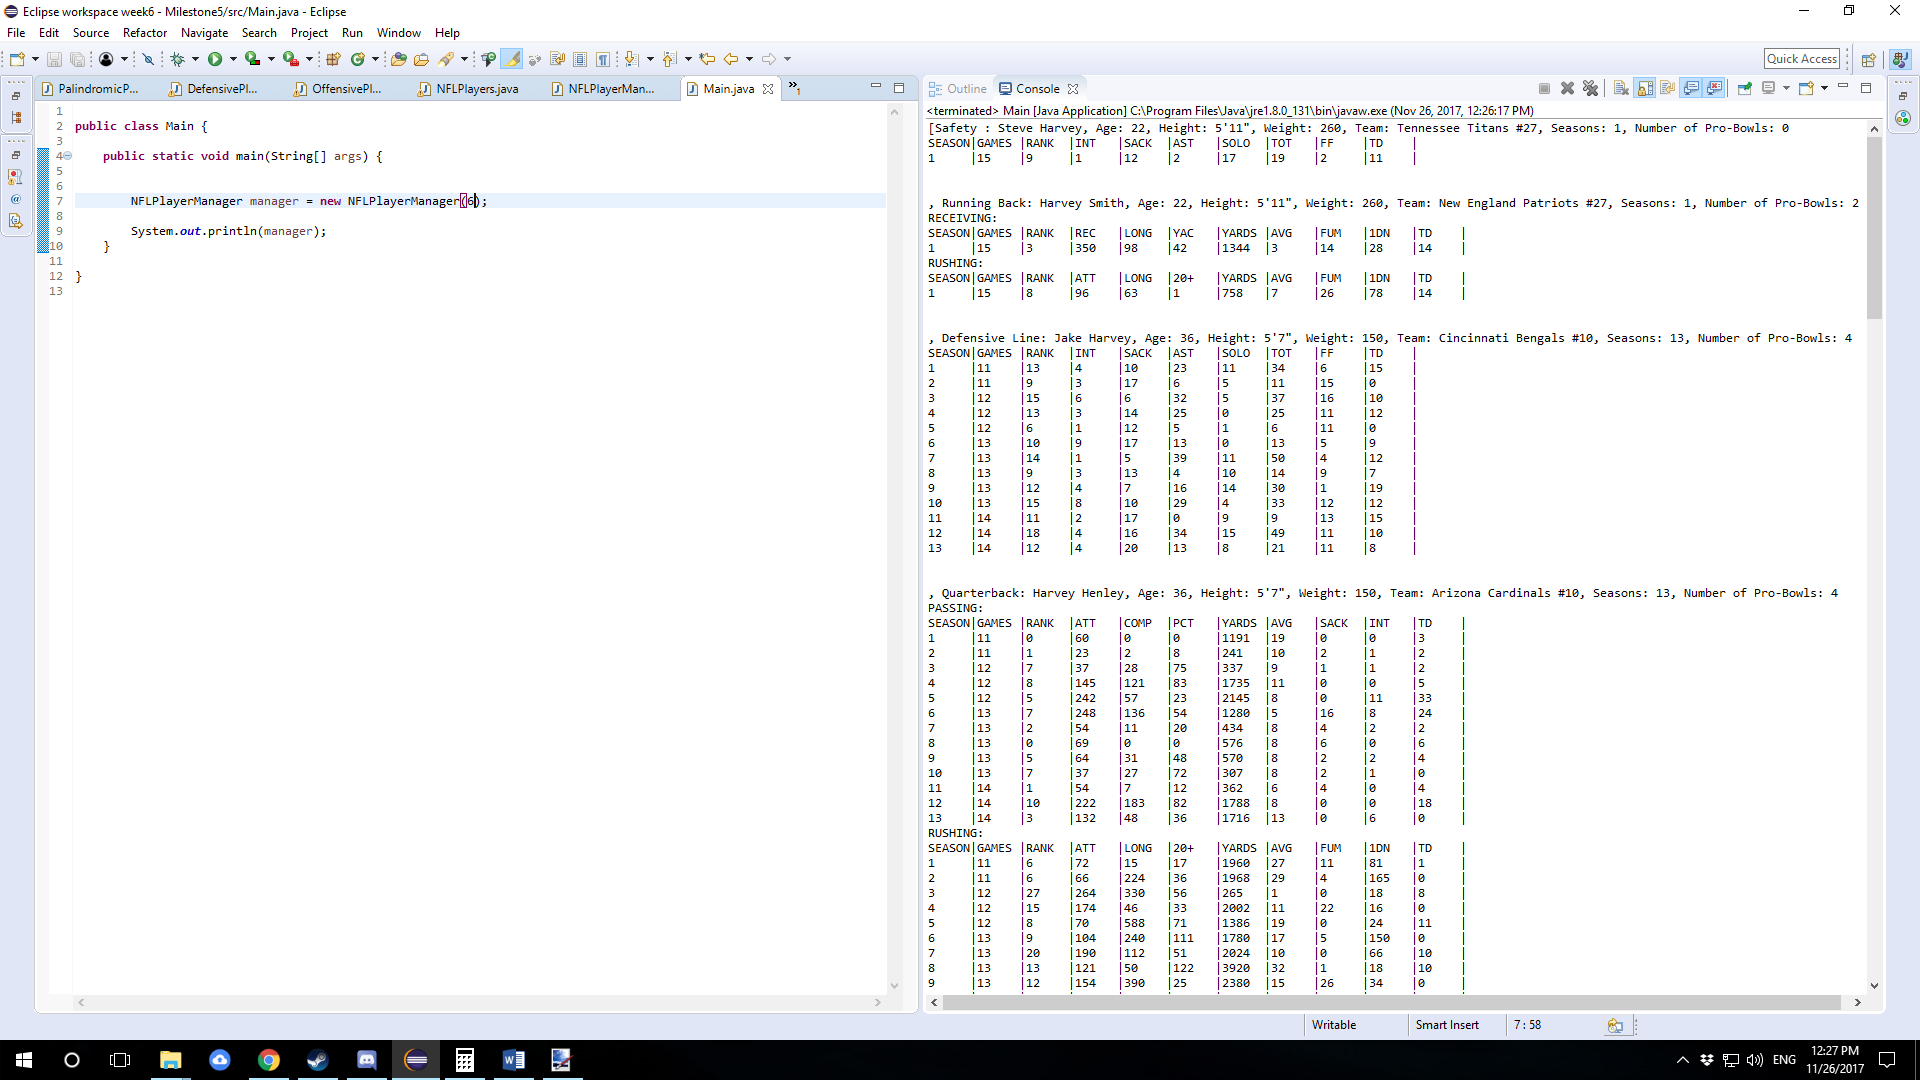 Eclipse workspace week6 - Milestone5/src/Main.java - Eclipse
File Edit Source Refactor Navigate Search Project Run Window Help
Quick Access
PalindromicP... DefensivePl... OffensivePl... NFLPlayers.java NFLPlayerMan... Main.java »1
Outline Console
<terminated> Main [Java Application] C:\Program Files\Java\jre1.8.0_131\bin\javaw.exe (Nov 26, 2017, 12:26:17 PM)
1
2 public class Main {
3
4 public static void main(String[] args) {
5
6
7 NFLPlayerManager manager = new NFLPlayerManager(6);
8
9 System.out.println(manager);
10 }
11
12 }
13
[Safety : Steve Harvey, Age: 22, Height: 5'11", Weight: 260, Team: Tennessee Titans #27, Seasons: 1, Number of Pro-Bowls: 0
SEASON|GAMES |RANK |INT |SACK |AST |SOLO |TOT |FF |TD |
1 |15 |9 |1 |12 |2 |17 |19 |2 |11 |
, Running Back: Harvey Smith, Age: 22, Height: 5'11", Weight: 260, Team: New England Patriots #27, Seasons: 1, Number of Pro-Bowls: 2
RECEIVING:
SEASON|GAMES |RANK |REC |LONG |YAC |YARDS |AVG |FUM |1DN |TD |
1 |15 |3 |350 |98 |42 |1344 |3 |14 |28 |14 |
RUSHING:
SEASON|GAMES |RANK |ATT |LONG |20+ |YARDS |AVG |FUM |1DN |TD |
1 |15 |8 |96 |63 |1 |758 |7 |26 |78 |14 |
, Defensive Line: Jake Harvey, Age: 36, Height: 5'7", Weight: 150, Team: Cincinnati Bengals #10, Seasons: 13, Number of Pro-Bowls: 4
SEASON|GAMES |RANK |INT |SACK |AST |SOLO |TOT |FF |TD |
1 |11 |13 |4 |10 |23 |11 |34 |6 |15 |
2 |11 |9 |3 |17 |6 |5 |11 |15 |0 |
3 |12 |15 |6 |6 |32 |5 |37 |16 |10 |
4 |12 |13 |3 |14 |25 |0 |25 |11 |12 |
5 |12 |6 |1 |12 |5 |1 |6 |11 |0 |
6 |13 |10 |9 |17 |13 |0 |13 |5 |9 |
7 |13 |14 |1 |5 |39 |11 |50 |4 |12 |
8 |13 |9 |3 |13 |4 |10 |14 |9 |7 |
9 |13 |12 |4 |7 |16 |14 |30 |1 |19 |
10 |13 |15 |8 |10 |29 |4 |33 |12 |12 |
11 |14 |11 |2 |17 |0 |9 |9 |13 |15 |
12 |14 |18 |4 |16 |34 |15 |49 |11 |10 |
13 |14 |12 |4 |20 |13 |8 |21 |11 |8 |
, Quarterback: Harvey Henley, Age: 36, Height: 5'7", Weight: 150, Team: Arizona Cardinals #10, Seasons: 13, Number of Pro-Bowls: 4
PASSING:
SEASON|GAMES |RANK |ATT |COMP |PCT |YARDS |AVG |SACK |INT |TD |
1 |11 |0 |60 |0 |0 |1191 |19 |0 |0 |3 |
2 |11 |1 |23 |2 |8 |241 |10 |2 |1 |2 |
3 |12 |7 |37 |28 |75 |337 |9 |1 |1 |2 |
4 |12 |8 |145 |121 |83 |1735 |11 |0 |0 |5 |
5 |12 |5 |242 |57 |23 |2145 |8 |0 |11 |33 |
6 |13 |7 |248 |136 |54 |1280 |5 |16 |8 |24 |
7 |13 |2 |54 |11 |20 |434 |8 |4 |2 |2 |
8 |13 |0 |69 |0 |0 |576 |8 |6 |0 |6 |
9 |13 |5 |64 |31 |48 |570 |8 |2 |2 |4 |
10 |13 |7 |37 |27 |72 |307 |8 |2 |1 |0 |
11 |14 |1 |54 |7 |12 |362 |6 |4 |0 |4 |
12 |14 |10 |222 |183 |82 |1788 |8 |0 |0 |18 |
13 |14 |3 |132 |48 |36 |1716 |13 |0 |6 |0 |
RUSHING:
SEASON|GAMES |RANK |ATT |LONG |20+ |YARDS |AVG |FUM |1DN |TD |
1 |11 |6 |72 |15 |17 |1960 |27 |11 |81 |1 |
2 |11 |6 |66 |224 |36 |1968 |29 |4 |165 |0 |
3 |12 |27 |264 |330 |56 |265 |1 |0 |18 |8 |
4 |12 |15 |174 |46 |33 |2002 |11 |22 |16 |0 |
5 |12 |8 |70 |588 |71 |1386 |19 |0 |24 |11 |
6 |13 |9 |104 |240 |111 |1780 |17 |5 |150 |0 |
7 |13 |20 |190 |112 |51 |2024 |10 |0 |66 |10 |
8 |13 |13 |121 |50 |122 |3920 |32 |1 |18 |10 |
9 |13 |12 |154 |390 |25 |2380 |15 |26 |34 |0 |
Writable Smart Insert 7 : 58
ENG 12:27 PM
11/26/2017